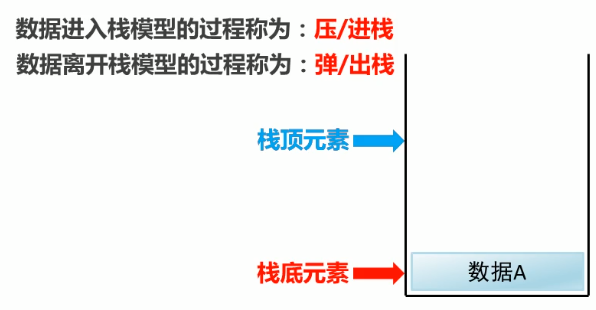 数据进入栈模型的过程称为：压/进栈
数据离开栈模型的过程称为：弹/出栈
栈顶元素
栈底元素
数据A